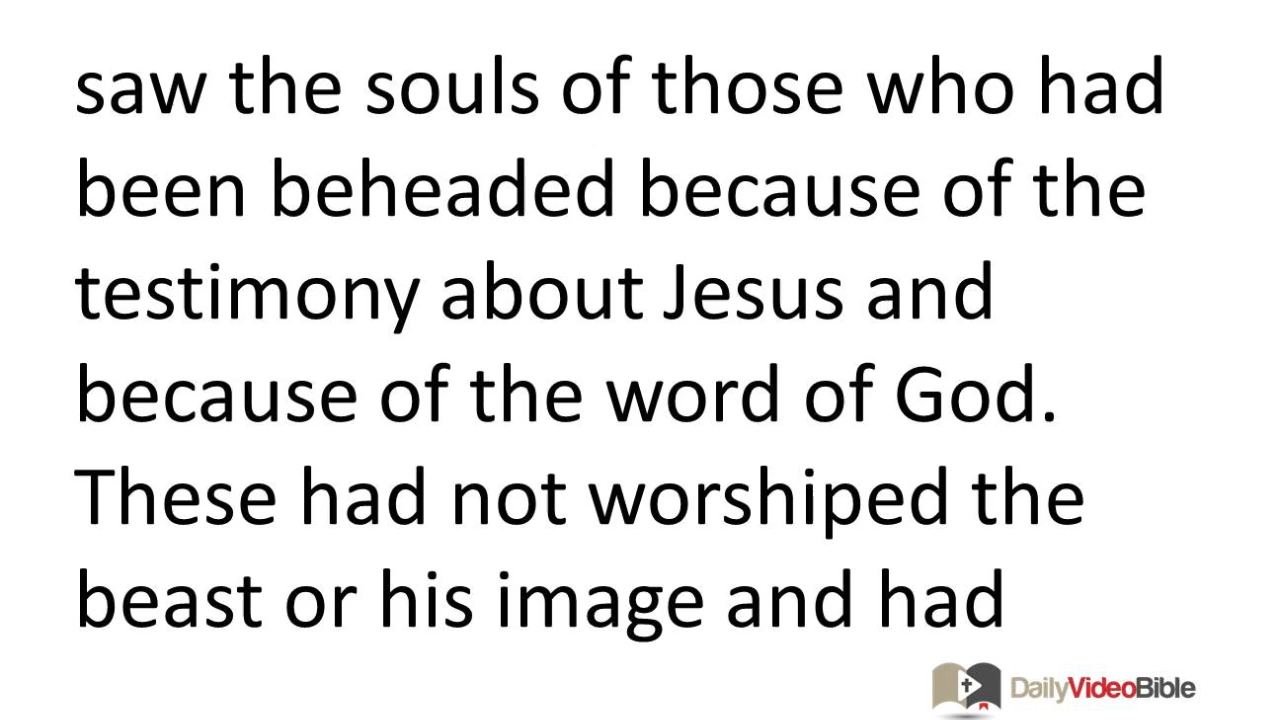 saw the souls of those who had
been beheaded because of the
testimony about Jesus and
because of the word of God.
These had not worshiped the
beast or his image and had
DailyVideoBible